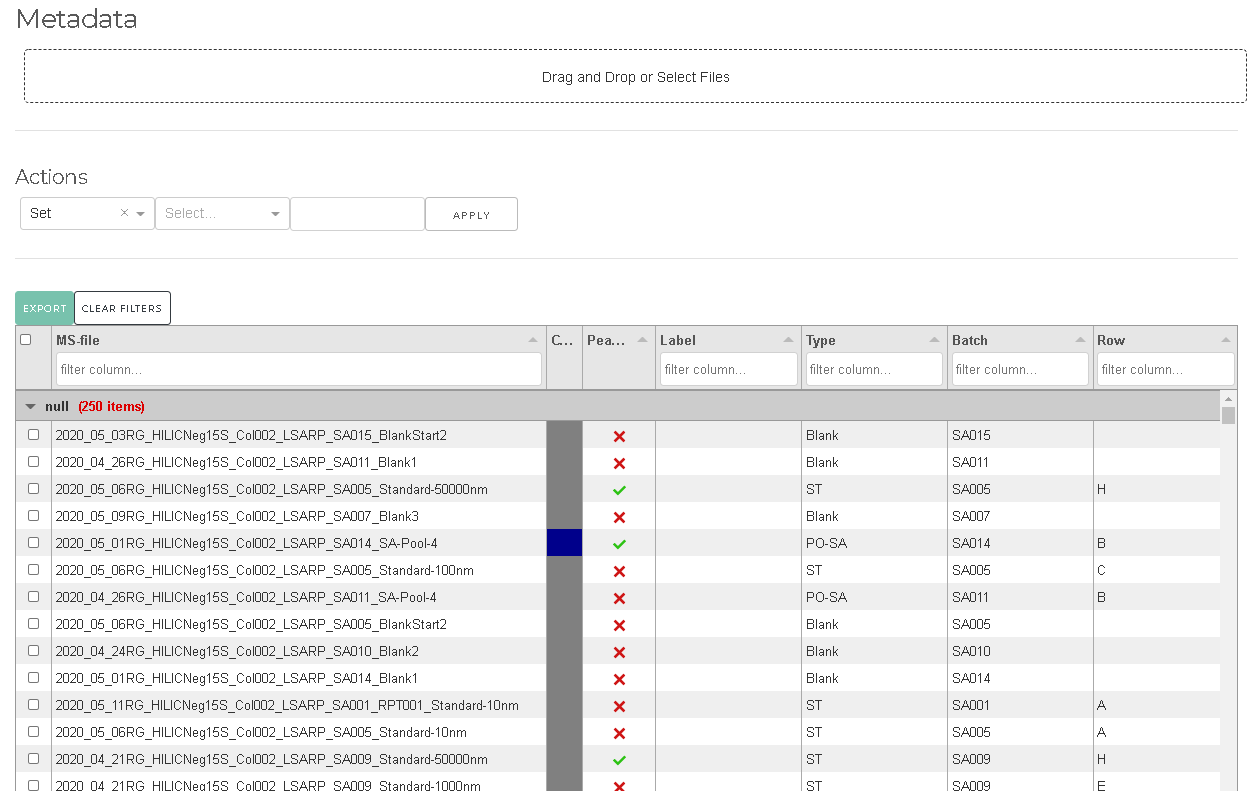 Metadata
Drag and Drop or Select Files
Actions
Set × Select... APPLY
EXPORT CLEAR FILTERS
MS-file C... Pea... Label Type Batch Row
filter column... filter column... filter column... filter column... filter column...
null (250 items)
2020_05_03RG_HILICNeg15S_Col002_LSARP_SA015_BlankStart2 Blank SA015
2020_04_26RG_HILICNeg15S_Col002_LSARP_SA011_Blank1 Blank SA011
2020_05_06RG_HILICNeg15S_Col002_LSARP_SA005_Standard-50000nm ST SA005 H
2020_05_09RG_HILICNeg15S_Col002_LSARP_SA007_Blank3 Blank SA007
2020_05_01RG_HILICNeg15S_Col002_LSARP_SA014_SA-Pool-4 PO-SA SA014 B
2020_05_06RG_HILICNeg15S_Col002_LSARP_SA005_Standard-100nm ST SA005 C
2020_04_26RG_HILICNeg15S_Col002_LSARP_SA011_SA-Pool-4 PO-SA SA011 B
2020_05_06RG_HILICNeg15S_Col002_LSARP_SA005_BlankStart2 Blank SA005
2020_04_24RG_HILICNeg15S_Col002_LSARP_SA010_Blank2 Blank SA010
2020_05_01RG_HILICNeg15S_Col002_LSARP_SA014_Blank1 Blank SA014
2020_05_11RG_HILICNeg15S_Col002_LSARP_SA001_RPT001_Standard-10nm ST SA001 A
2020_05_06RG_HILICNeg15S_Col002_LSARP_SA005_Standard-10nm ST SA005 A
2020_04_21RG_HILICNeg15S_Col002_LSARP_SA009_Standard-50000nm ST SA009 H
2020_04_21RG_HILICNeg15S_Col002_LSARP_SA009_Standard-1000nm ST SA009 E